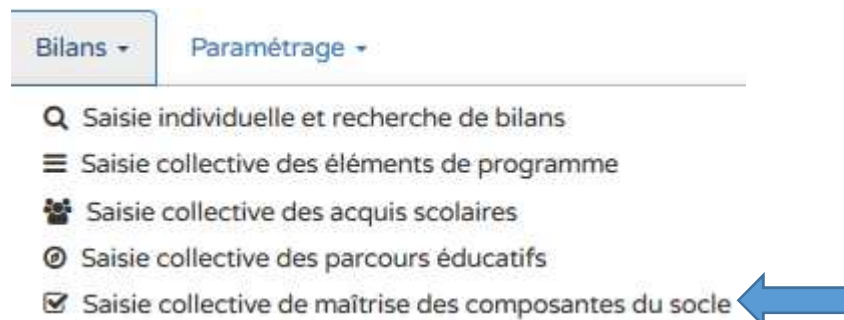 Bilans Paramétrage
Saisie individuelle et recherche de bilans
Saisie collective des éléments de programme
Saisie collective des acquis scolaires
Saisie collective des parcours éducatifs
Saisie collective de maîtrise des composantes du socle